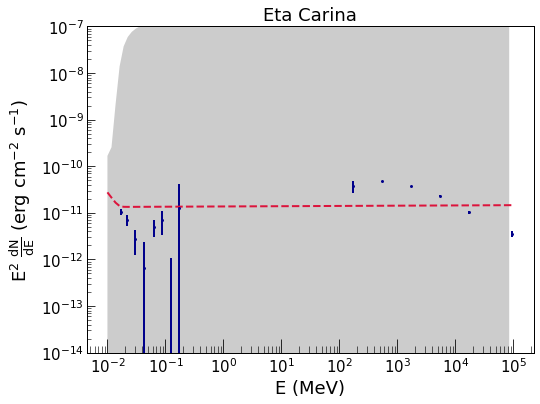 Eta Carina
10⁻⁷
10⁻⁸
10⁻⁹
10⁻¹⁰
10⁻¹¹
10⁻¹²
10⁻¹³
10⁻¹⁴
E² dN/dE (erg cm⁻² s⁻¹)
10⁻² 10⁻¹ 10⁰ 10¹ 10² 10³ 10⁴ 10⁵
E (MeV)